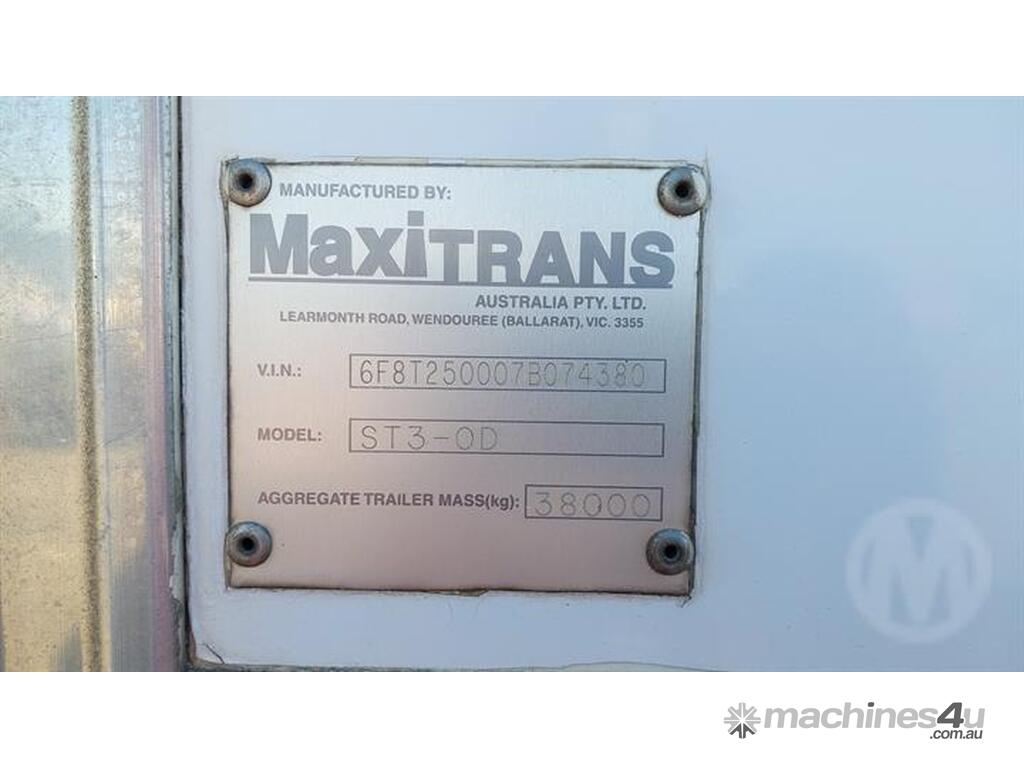 MANUFACTURED BY:
MaxiTRANS
AUSTRALIA PTY. LTD.
LEARMONTH ROAD, WENDOUREE (BALLARAT), VIC. 3355
V.I.N.: 6F8T250007B074380
MODEL: ST3-OD
AGGREGATE TRAILER MASS(kg): 38000
M
machines4u
.com.au